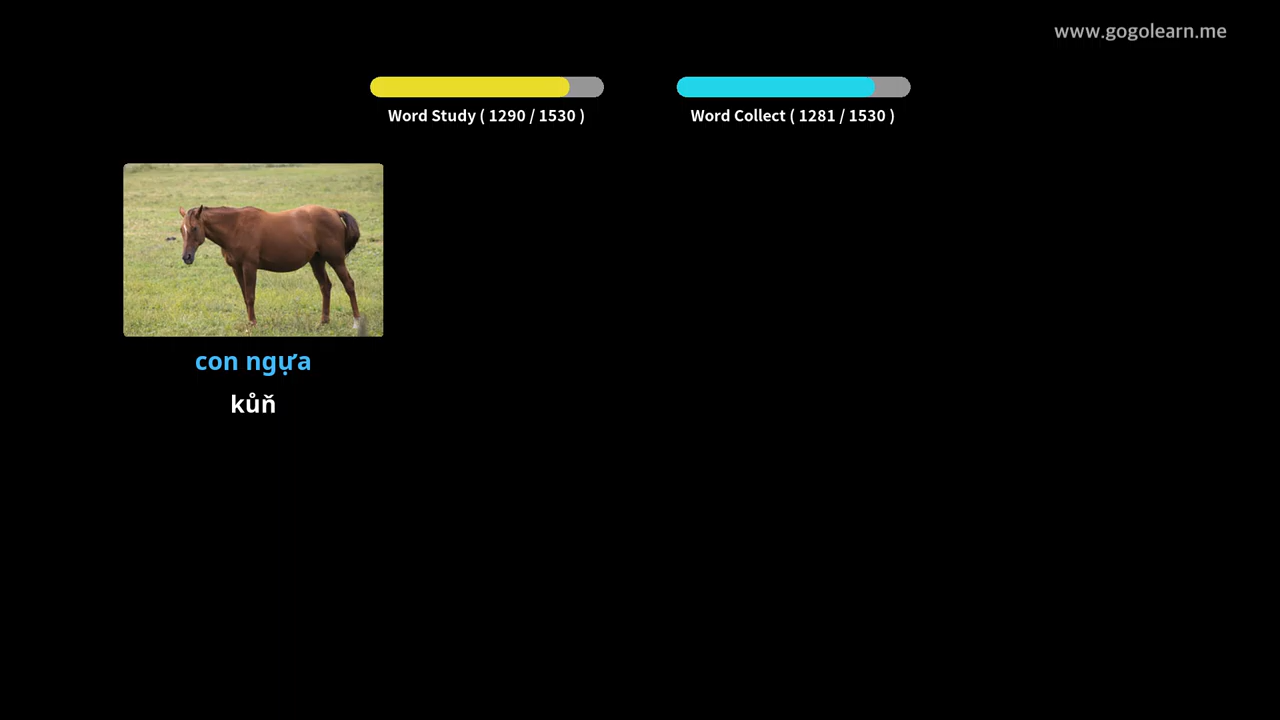 www.gogolearn.me
Word Study ( 1290 / 1530 )
Word Collect ( 1281 / 1530 )
con ngựa
kůň